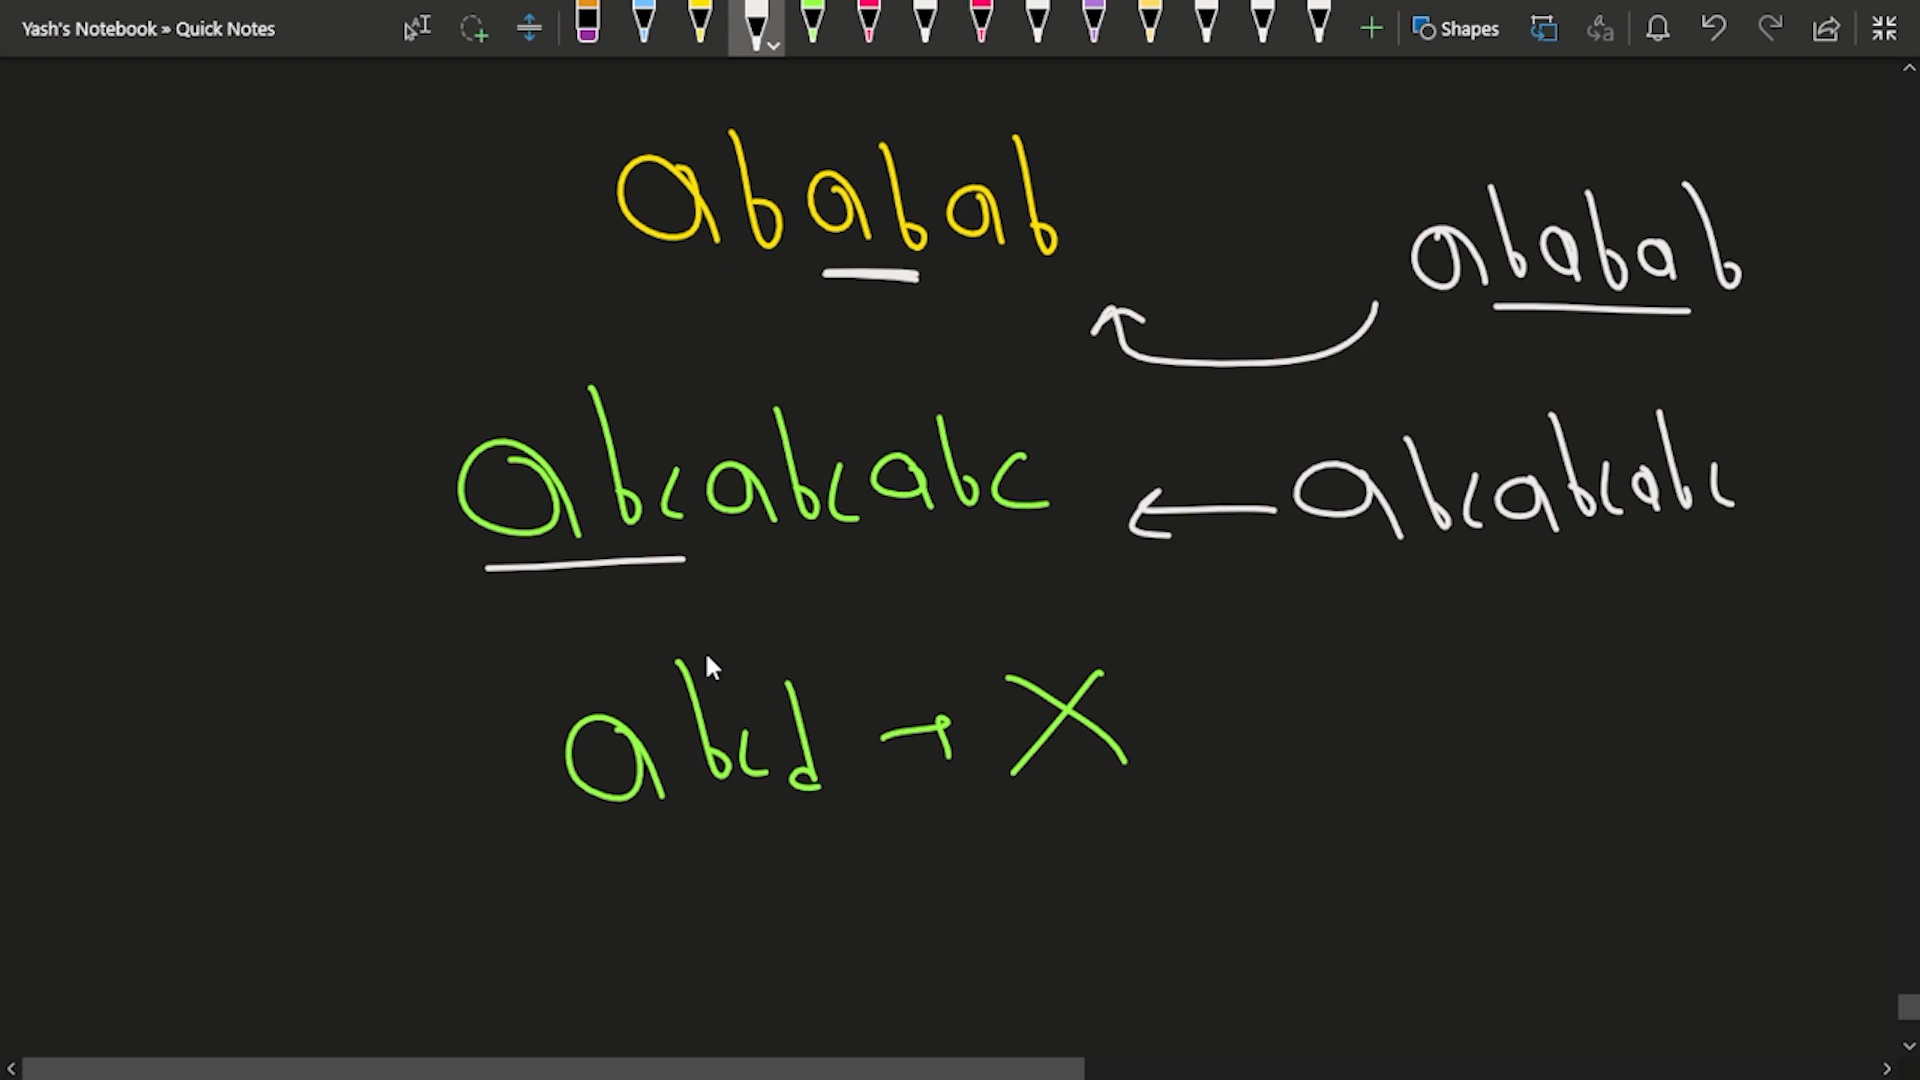 Yash's Notebook » Quick Notes
Shapes
ababab
ababab
abcabcabc
abcabcabc
abcd → X